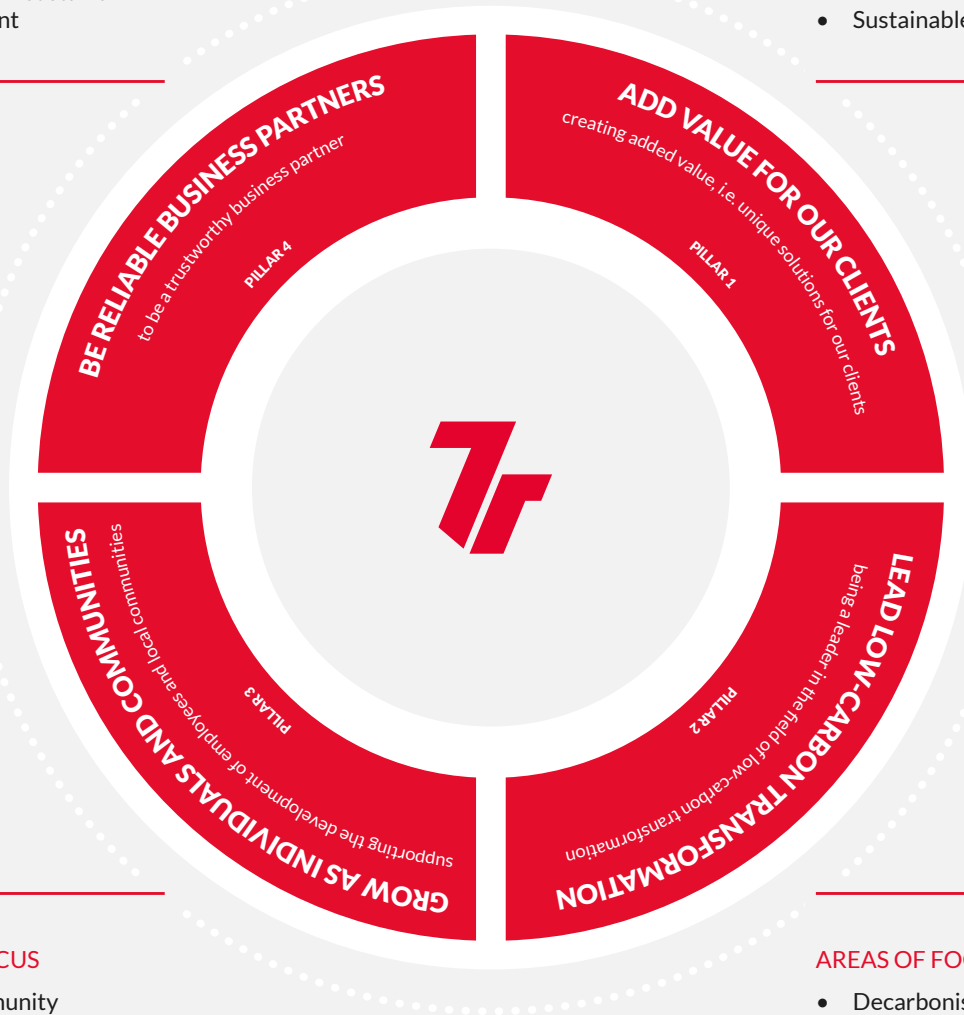 nt
• Sustainable
BE RELIABLE BUSINESS PARTNERS
to be a trustworthy business partner
PILLAR 4
ADD VALUE FOR OUR CLIENTS
creating added value, i.e. unique solutions for our clients
PILLAR 1
7r
GROW AS INDIVIDUALS AND COMMUNITIES
supporting the development of employees and local communities
PILLAR 3
LEAD LOW-CARBON TRANSFORMATION
being a leader in the field of low-carbon transformation
PILLAR 2
CUS
munity
AREAS OF FOC
• Decarbonis